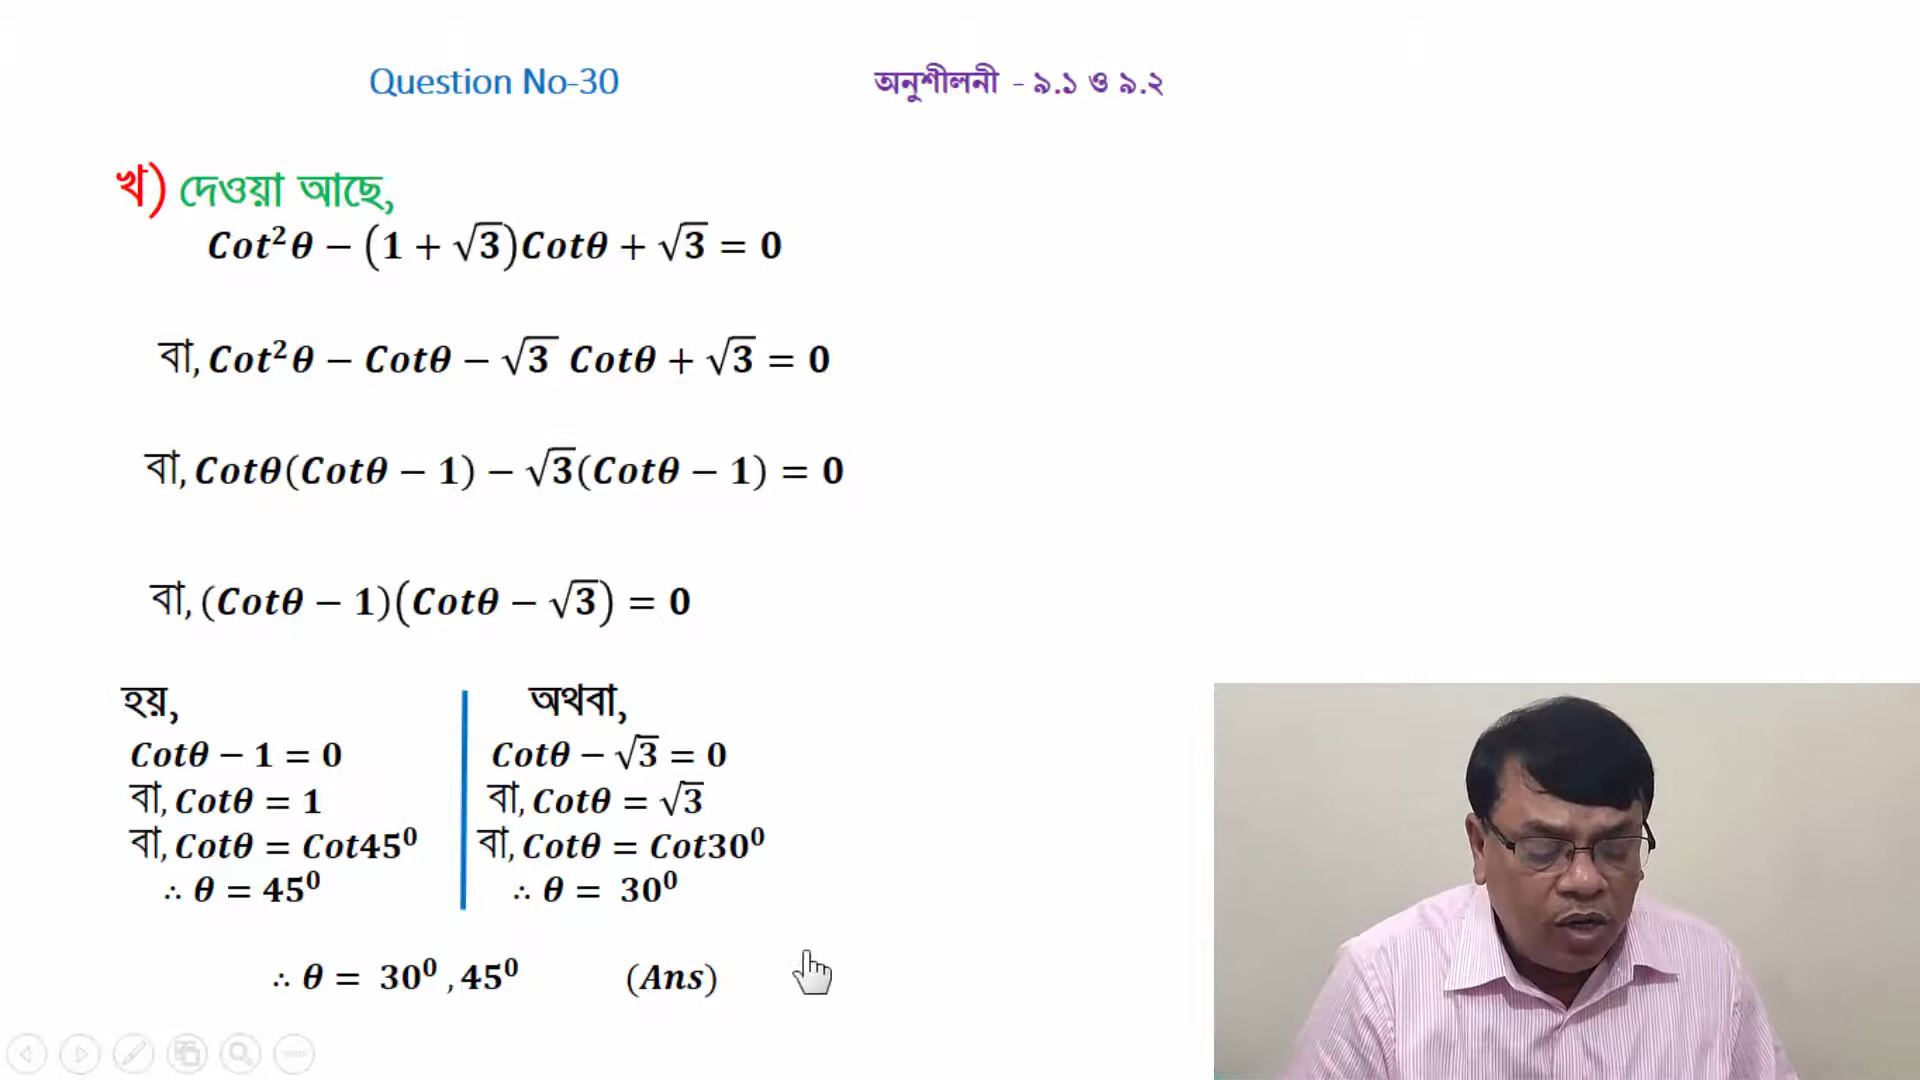 Question No-30 অনুশীলনী - ৯.১ ও ৯.২
খ) দেওয়া আছে,
Cot²θ − (1 + √3)Cotθ + √3 = 0
বা, Cot²θ − Cotθ − √3 Cotθ + √3 = 0
বা, Cotθ(Cotθ − 1) − √3(Cotθ − 1) = 0
বা, (Cotθ − 1)(Cotθ − √3) = 0
হয়,
Cotθ − 1 = 0
বা, Cotθ = 1
বা, Cotθ = Cot45⁰
∴ θ = 45⁰
অথবা,
Cotθ − √3 = 0
বা, Cotθ = √3
বা, Cotθ = Cot30⁰
∴ θ = 30⁰
∴ θ = 30⁰ , 45⁰ (Ans)